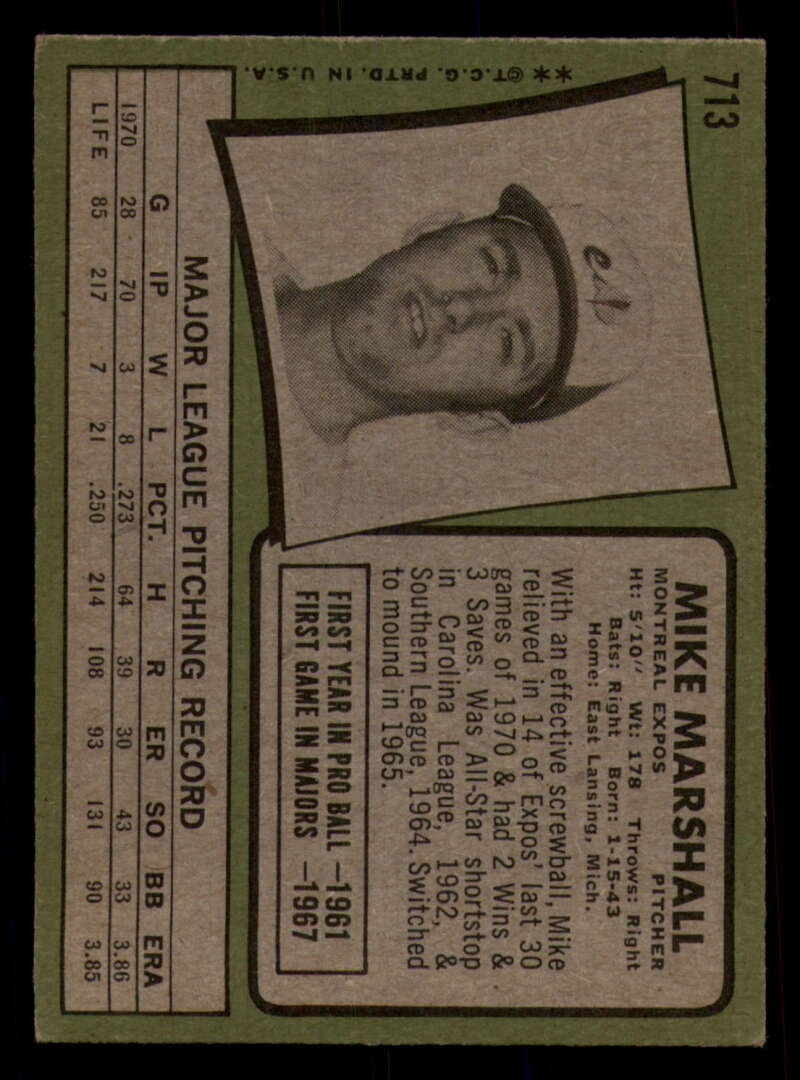 713
**©T.C.G. PRTD. IN U.S.A.
MIKE MARSHALL
MONTREAL EXPOS PITCHER
Ht: 5'10" Wt: 178 Throws: Right
Bats: Right Born: 1-15-43
Home: East Lansing, Mich.
With an effective screwball, Mike
relieved in 14 of Expos' last 30
games of 1970 & had 2 Wins &
3 Saves. Was All-Star shortstop
in Carolina League, 1962, &
Southern League, 1964. Switched
to mound in 1965.
FIRST YEAR IN PRO BALL —1961
FIRST GAME IN MAJORS —1967
MAJOR LEAGUE PITCHING RECORD
G IP W L PCT. H R ER SO BB ERA
1970 28 70 3 8 .273 64 39 30 43 33 3.86
LIFE 85 217 7 21 .250 214 108 93 131 90 3.85